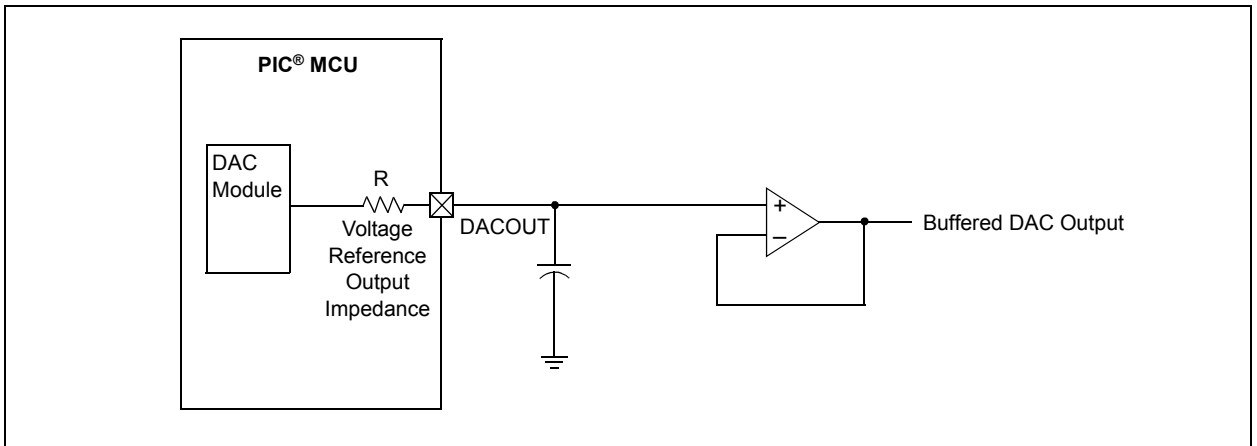 PIC® MCU
DAC
Module
R
Voltage
Reference
Output
Impedance
DACOUT
+
–
Buffered DAC Output